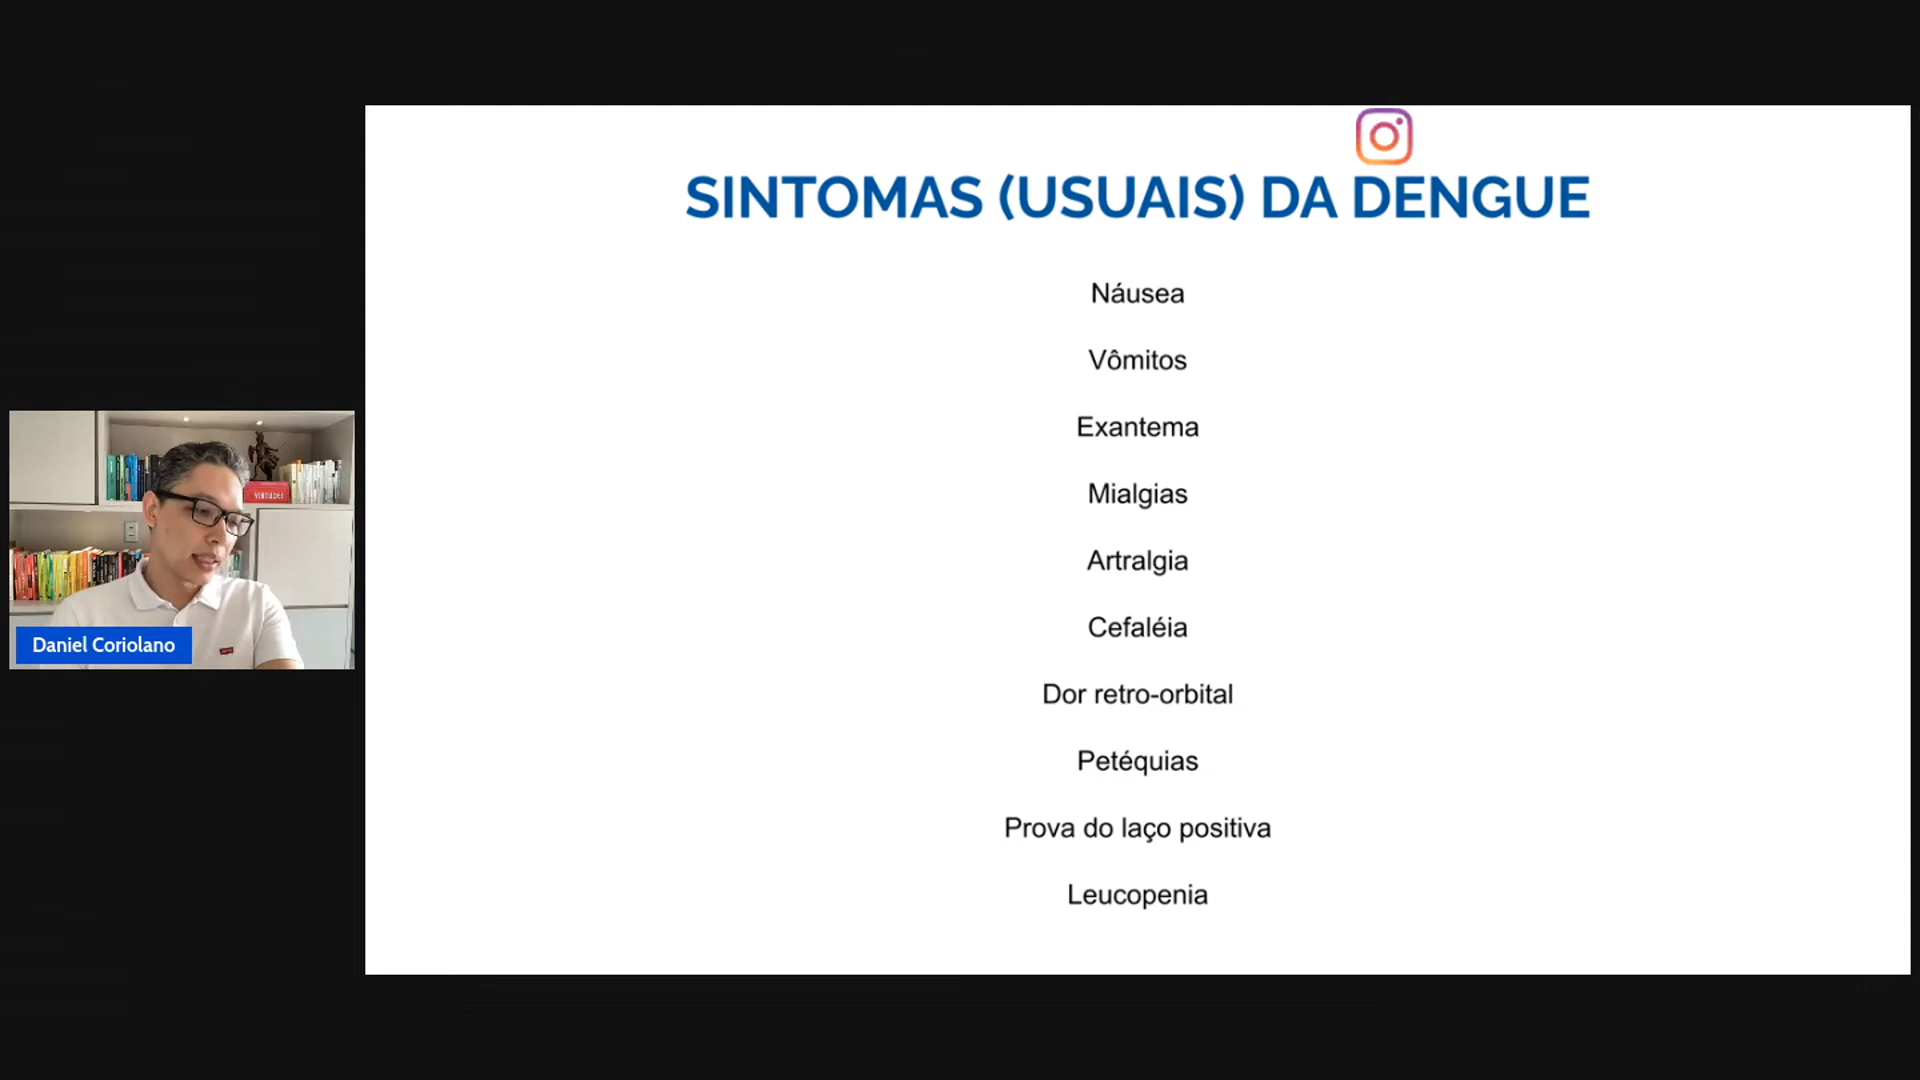 SINTOMAS (USUAIS) DA DENGUE
Náusea
Vômitos
Exantema
Mialgias
Artralgia
Cefaléia
Dor retro-orbital
Petéquias
Prova do laço positiva
Leucopenia
VIRTUDES
Daniel Coriolano